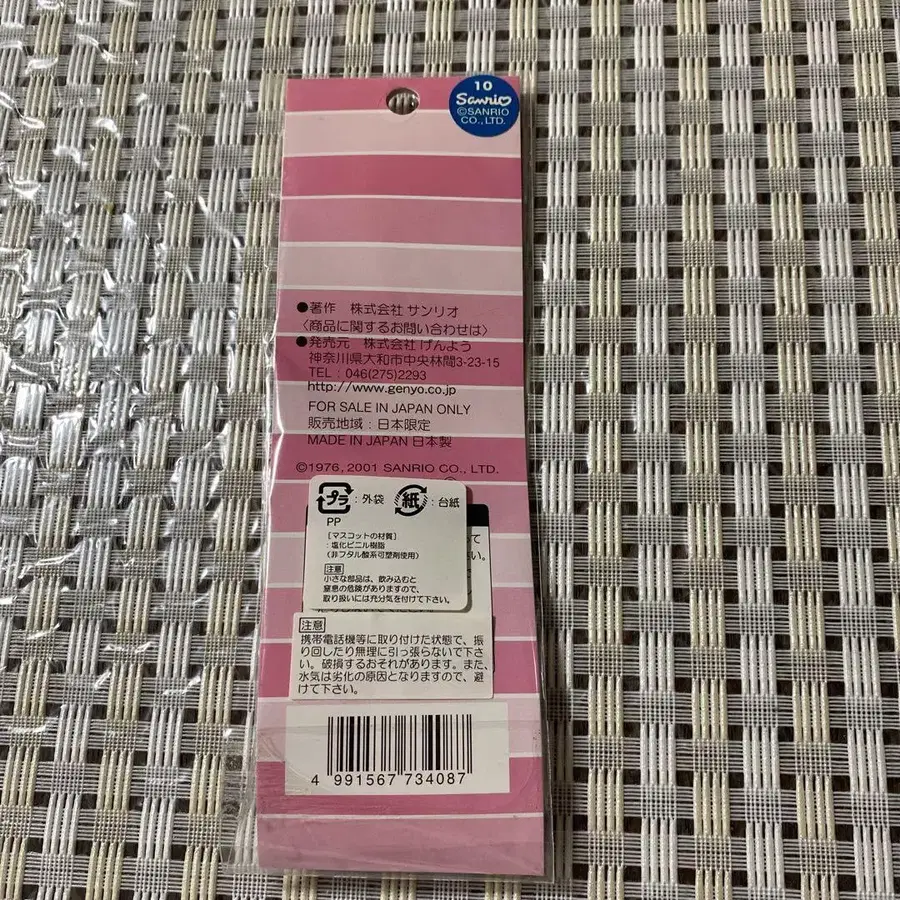 10
Sanrio
©SANRIO
CO.,LTD.
●著作 株式会社 サンリオ
〈商品に関するお問い合わせは〉
●発売元 株式会社 げんよう
神奈川県大和市中央林間3-23-15
TEL : 046(275)2293
http://www.genyo.co.jp
FOR SALE IN JAPAN ONLY
販売地域 : 日本限定
MADE IN JAPAN 日本製
©1976, 2001 SANRIO CO., LTD.
プラ : 外袋 紙 : 台紙
PP
[マスコットの材質]
: 塩化ビニル樹脂
(非フタル酸系可塑剤使用)
注意
小さな部品は、飲み込むと
窒息の危険がありますので、
取り扱いには充分気を付けて下さい。
注意
携帯電話機等に取り付けた状態で、振
り回したり無理に引っ張らないで下さ
い。破損するおそれがあります。また、
水気は劣化の原因となりますので、避
けて下さい。
4 991567 734087